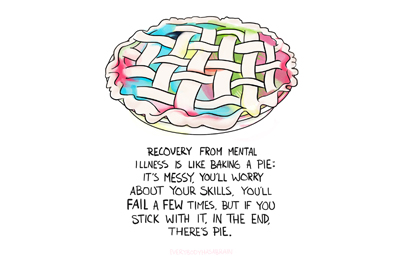 RECOVERY FROM MENTAL
ILLNESS IS LIKE BAKING A PIE:
IT'S MESSY, YOU'LL WORRY
ABOUT YOUR SKILLS, YOU'LL
FAIL A FEW TIMES, BUT IF YOU
STICK WITH IT, IN THE END,
THERE'S PIE.